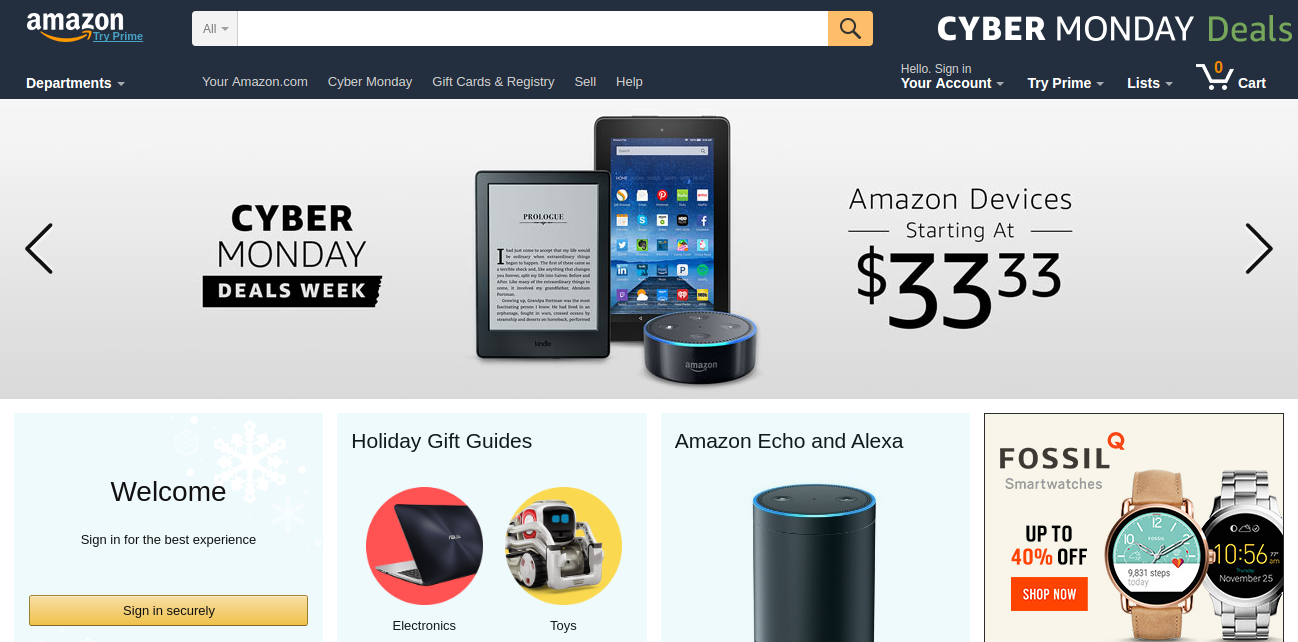 amazon
Try Prime
All
CYBER MONDAY Deals
Departments
Your Amazon.com
Cyber Monday
Gift Cards & Registry
Sell
Help
Hello. Sign in
Your Account
Try Prime
Lists
0
Cart
CYBER
MONDAY
DEALS WEEK
PROLOGUE
I had just come to accept that my life would
be ordinary when extraordinary things
began to happen. The first of these came as
a terrible shock and, like anything that changes
you forever, split my life into halves: Before and
After. Like many of the extraordinary things to
come, it involved my grandfather, Abraham
Portman.
Growing up, Grandpa Portman was the most
fascinating person I knew. He had lived in an
orphanage, fought in wars, crossed oceans by
steamship and deserts on horseback, performed
kindle
amazon
Amazon Devices
Starting At
$33 33
Welcome
Sign in for the best experience
Sign in securely
Holiday Gift Guides
ASUS
Electronics
Toys
Amazon Echo and Alexa
FOSSIL Q
Smartwatches
UP TO
40% OFF
SHOP NOW
12
FOSSIL
9,831 steps
today
10:56 am
77°
Thursday
November 25